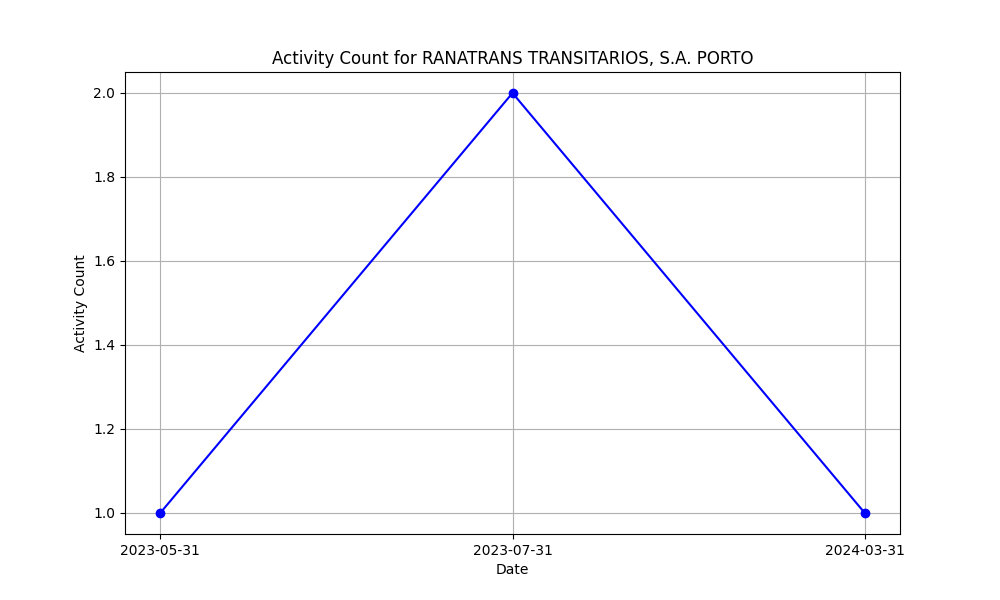 Activity Count for RANATRANS TRANSITARIOS, S.A. PORTO
2.0
1.8
1.6
1.4
1.2
1.0
Activity Count
2023-05-31 2023-07-31 2024-03-31
Date